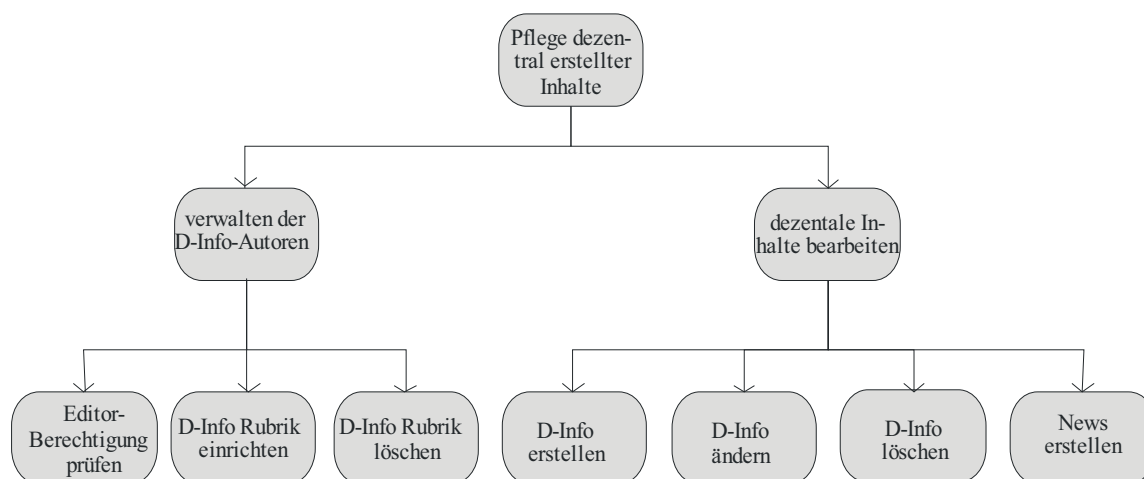 Pflege dezen-
tral erstellter
Inhalte
verwalten der
D-Info-Autoren
dezentale In-
halte bearbeiten
Editor-
Berechtigung
prüfen
D-Info Rubrik
einrichten
D-Info Rubrik
löschen
D-Info
erstellen
D-Info
ändern
D-Info
löschen
News
erstellen